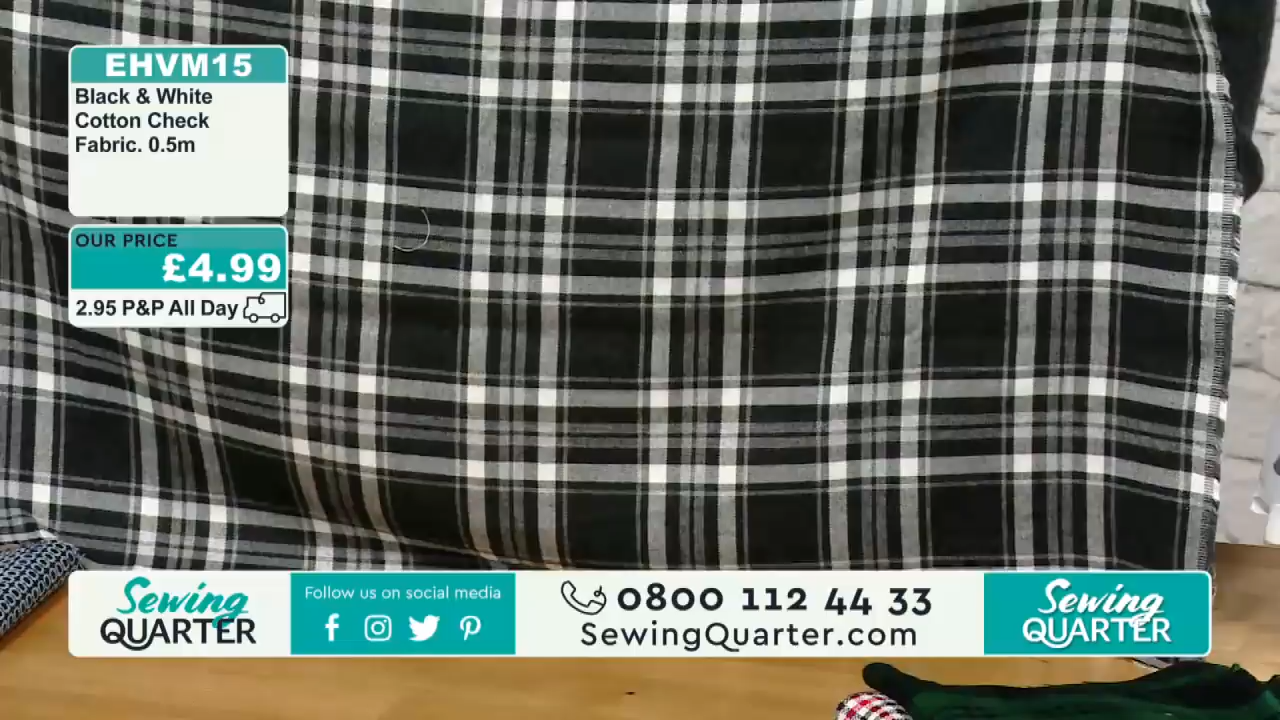 EHVM15
Black & White
Cotton Check
Fabric. 0.5m
OUR PRICE
£4.99
2.95 P&P All Day
Sewing
QUARTER
Follow us on social media
0800 112 44 33
SewingQuarter.com
Sewing
QUARTER